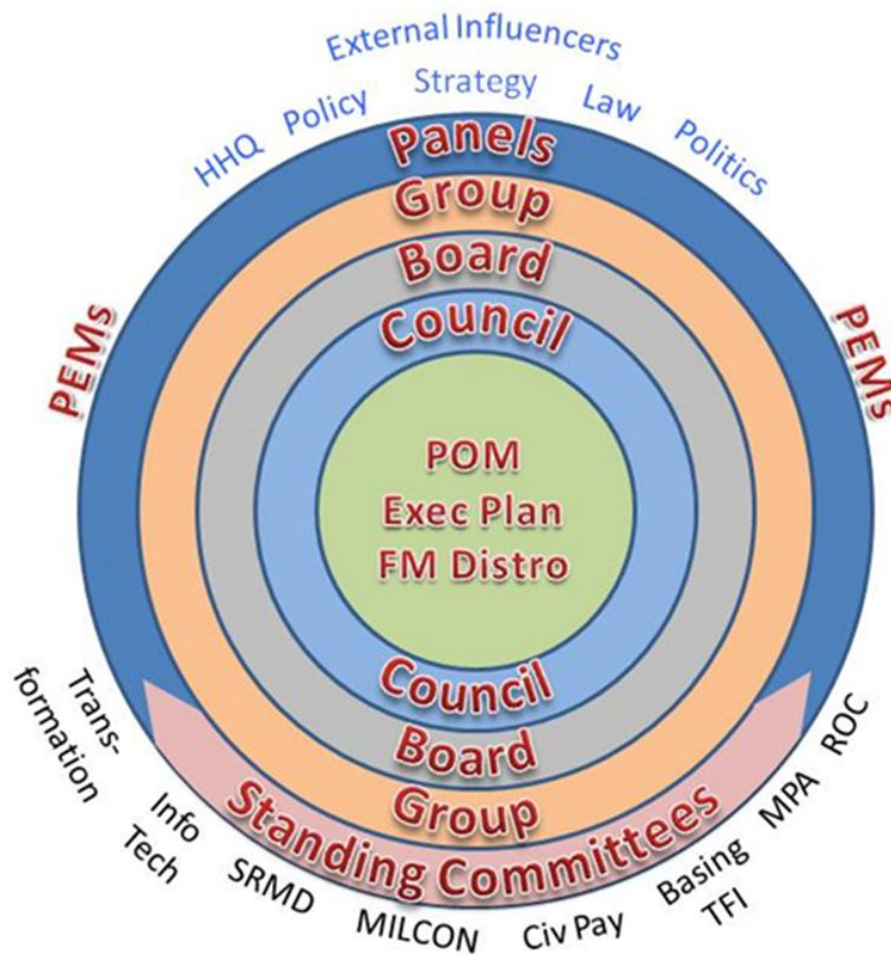 External Influencers
HHQ Policy Strategy Law Politics
Panels
Group
Board
Council
PEMs
PEMs
POM
Exec Plan
FM Distro
Council
Board
Group
Standing Committees
Trans-
formation
Info
Tech
SRMD
MILCON
Civ Pay
Basing
TFI
MPA
ROC